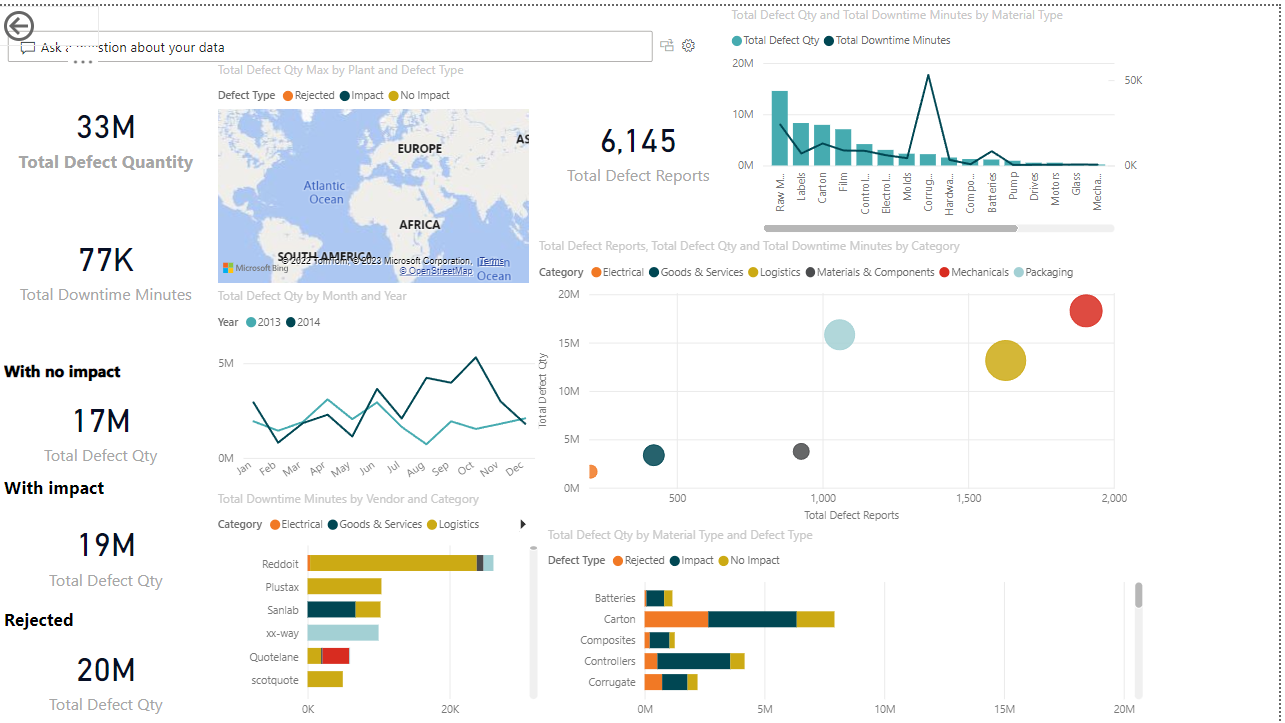 Ask a question about your data
33M
Total Defect Quantity
77K
Total Downtime Minutes
With no impact
17M
Total Defect Qty
With impact
19M
Total Defect Qty
Rejected
20M
Total Defect Qty
Total Defect Qty Max by Plant and Defect Type
Defect Type Rejected Impact No Impact
EUROPE
AS
Atlantic
Ocean
AFRICA
SOUTH AMERICA
© 2022 TomTom, © 2023 Microsoft Corporation, Terms
Microsoft Bing
© OpenStreetMap
Indian
Ocean
Total Defect Qty by Month and Year
Year 2013 2014
5M
0M
Jan Feb Mar Apr May Jun Jul Aug Sep Oct Nov Dec
Total Downtime Minutes by Vendor and Category
Category Electrical Goods & Services Logistics
Reddoit
Plustax
Sanlab
xx-way
Quotelane
scotquote
0K 20K
6,145
Total Defect Reports
Total Defect Qty and Total Downtime Minutes by Material Type
Total Defect Qty Total Downtime Minutes
20M
10M
0M
50K
0K
Raw M... Labels Carton Film Control... Electrol... Molds Corrug... Hardwa... Compo... Batteries Pump Drives Motors Glass Mecha...
Total Defect Reports, Total Defect Qty and Total Downtime Minutes by Category
Category Electrical Goods & Services Logistics Materials & Components Mechanicals Packaging
Total Defect Qty
20M
15M
10M
5M
0M
500 1,000 1,500 2,000
Total Defect Reports
Total Defect Qty by Material Type and Defect Type
Defect Type Rejected Impact No Impact
Batteries
Carton
Composites
Controllers
Corrugate
0M 5M 10M 15M 20M